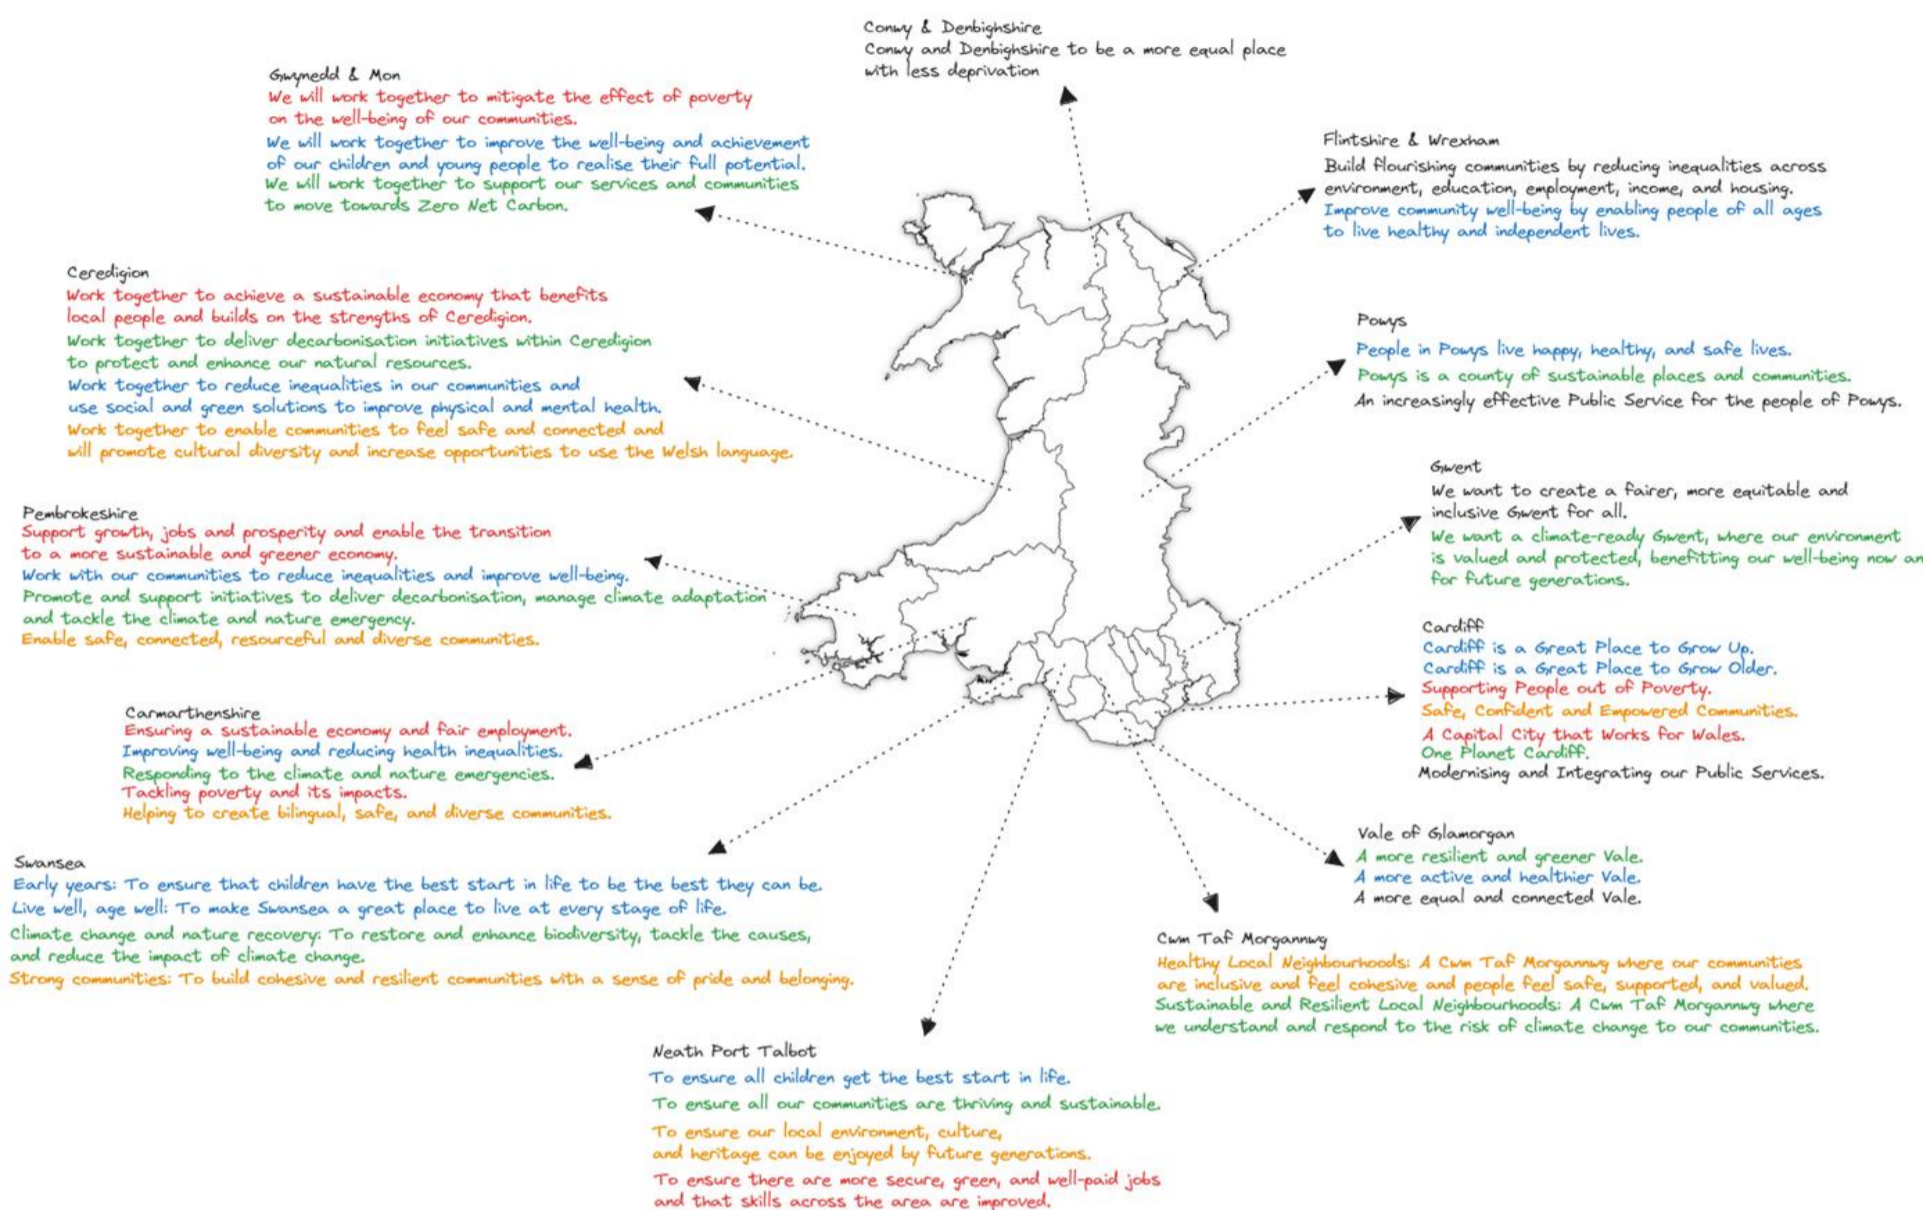 Conwy & Denbighshire
Conwy and Denbighshire to be a more equal place
with less deprivation
Gwynedd & Mon
We will work together to mitigate the effect of poverty
on the well-being of our communities.
We will work together to improve the well-being and achievement
of our children and young people to realise their full potential.
We will work together to support our services and communities
to move towards Zero Net Carbon.
Flintshire & Wrexham
Build flourishing communities by reducing inequalities across
environment, education, employment, income, and housing.
Improve community well-being by enabling people of all ages
to live healthy and independent lives.
Ceredigion
Work together to achieve a sustainable economy that benefits
local people and builds on the strengths of Ceredigion.
Work together to deliver decarbonisation initiatives within Ceredigion
to protect and enhance our natural resources.
Work together to reduce inequalities in our communities and
use social and green solutions to improve physical and mental health.
Work together to enable communities to feel safe and connected and
will promote cultural diversity and increase opportunities to use the Welsh language.
Powys
People in Powys live happy, healthy, and safe lives.
Powys is a county of sustainable places and communities.
An increasingly effective Public Service for the people of Powys.
Gwent
We want to create a fairer, more equitable and
inclusive Gwent for all.
We want a climate-ready Gwent, where our environment
is valued and protected, benefitting our well-being now an
for future generations.
Pembrokeshire
Support growth, jobs and prosperity and enable the transition
to a more sustainable and greener economy.
Work with our communities to reduce inequalities and improve well-being.
Promote and support initiatives to deliver decarbonisation, manage climate adaptation
and tackle the climate and nature emergency.
Enable safe, connected, resourceful and diverse communities.
Cardiff
Cardiff is a Great Place to Grow Up.
Cardiff is a Great Place to Grow Older.
Supporting People out of Poverty.
Safe, Confident and Empowered Communities.
A Capital City that Works for Wales.
One Planet Cardiff.
Modernising and Integrating our Public Services.
Carmarthenshire
Ensuring a sustainable economy and fair employment.
Improving well-being and reducing health inequalities.
Responding to the climate and nature emergencies.
Tackling poverty and its impacts.
Helping to create bilingual, safe, and diverse communities.
Vale of Glamorgan
A more resilient and greener Vale.
A more active and healthier Vale.
A more equal and connected Vale.
Swansea
Early years: To ensure that children have the best start in life to be the best they can be.
Live well, age well: To make Swansea a great place to live at every stage of life.
Climate change and nature recovery: To restore and enhance biodiversity, tackle the causes,
and reduce the impact of climate change.
Strong communities: To build cohesive and resilient communities with a sense of pride and belonging.
Cwm Taf Morgannwg
Healthy Local Neighbourhoods: A Cwm Taf Morgannwg where our communities
are inclusive and feel cohesive and people feel safe, supported, and valued.
Sustainable and Resilient Local Neighbourhoods: A Cwm Taf Morgannwg where
we understand and respond to the risk of climate change to our communities.
Neath Port Talbot
To ensure all children get the best start in life.
To ensure all our communities are thriving and sustainable.
To ensure our local environment, culture,
and heritage can be enjoyed by future generations.
To ensure there are more secure, green, and well-paid jobs
and that skills across the area are improved.